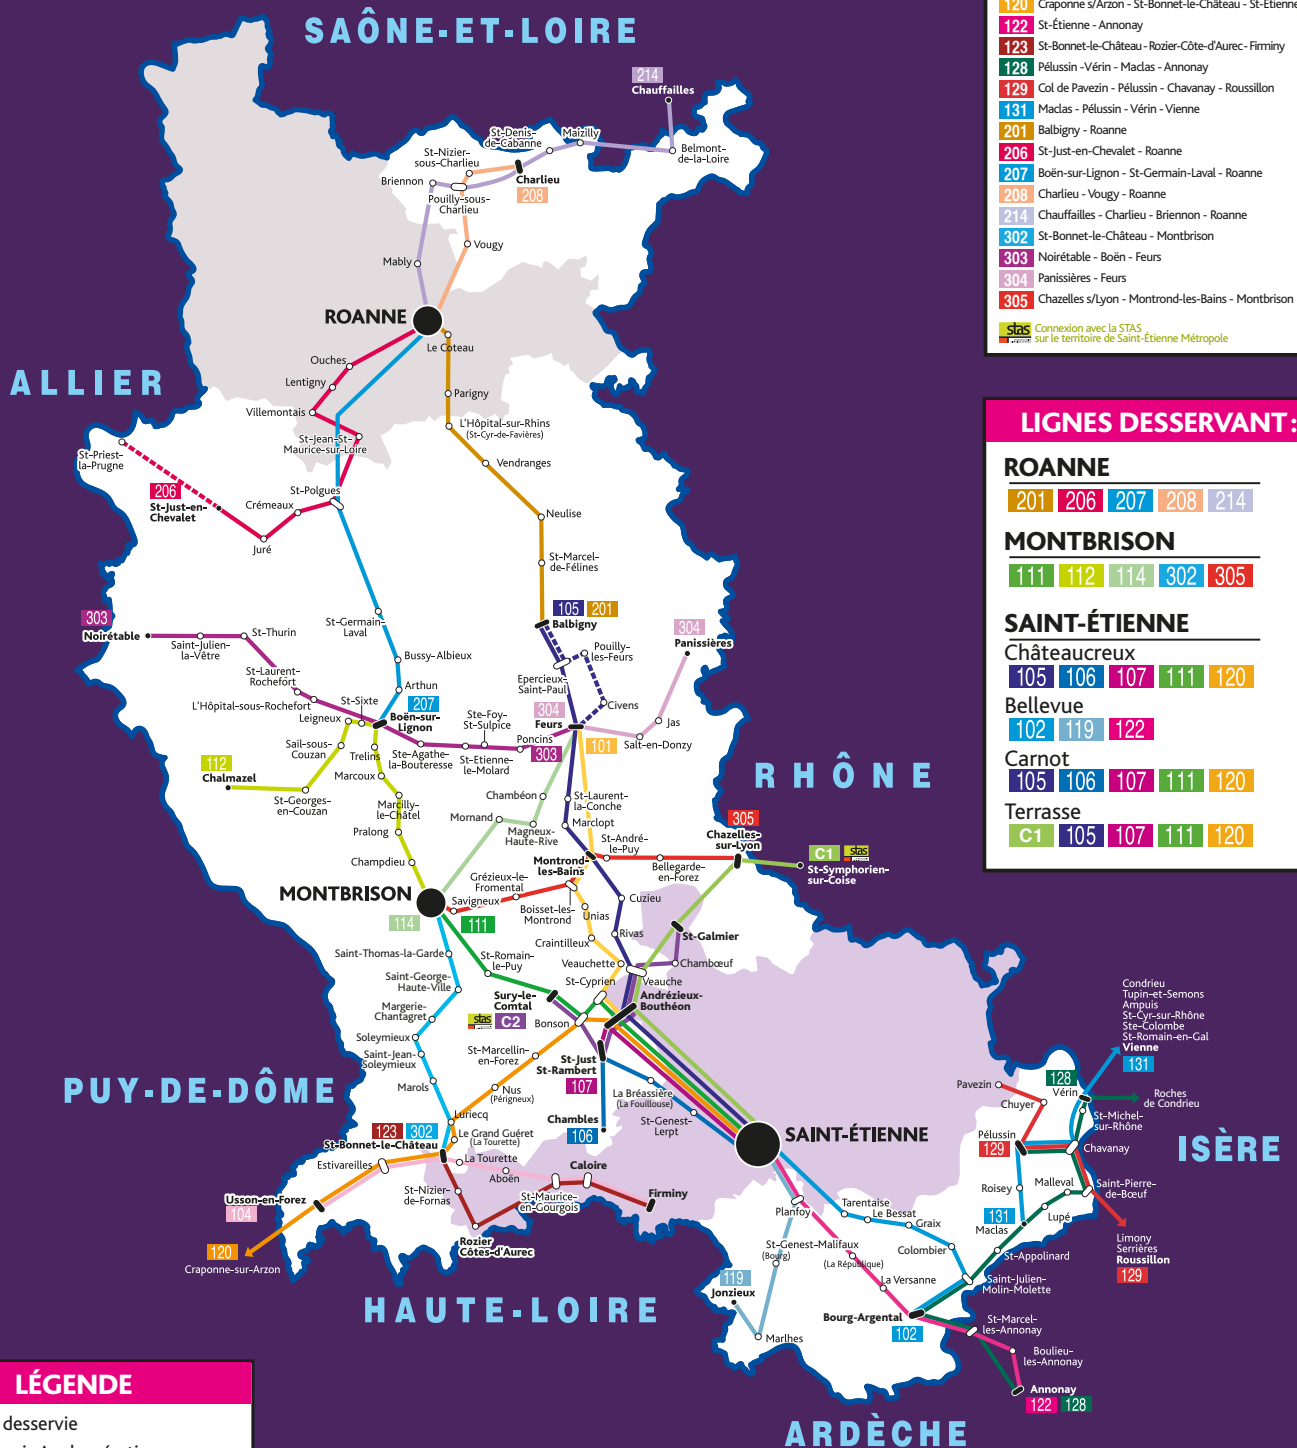 SAÔNE-ET-LOIRE
ALLIER
RHÔNE
PUY-DE-DÔME
ISÈRE
HAUTE-LOIRE
ARDÈCHE
120 Craponne s/Arzon - St-Bonnet-le-Château - St-Etienne
122 St-Étienne - Annonay
123 St-Bonnet-le-Château - Rozier-Côte-d'Aurec - Firminy
128 Pélussin -Vérin - Maclas - Annonay
129 Col de Pavezin - Pélussin - Chavanay - Roussillon
131 Maclas - Pélussin - Vérin - Vienne
201 Balbigny - Roanne
206 St-Just-en-Chevalet - Roanne
207 Boën-sur-Lignon - St-Germain-Laval - Roanne
208 Charlieu - Vougy - Roanne
214 Chauffailles - Charlieu - Briennon - Roanne
302 St-Bonnet-le-Château - Montbrison
303 Noirétable - Boën - Feurs
304 Panissières - Feurs
305 Chazelles s/Lyon - Montrond-les-Bains - Montbrison
stas Connexion avec la STAS
sur le territoire de Saint-Étienne Métropole
LIGNES DESSERVANT :
ROANNE
201 206 207 208 214
MONTBRISON
111 112 114 302 305
SAINT-ÉTIENNE
Châteaucreux
105 106 107 111 120
Bellevue
102 119 122
Carnot
105 106 107 111 120
Terrasse
C1 105 107 111 120
214
Chauffailles
St-Denis-
de-Cabanne
Maizilly
Belmont-
de-la-Loire
St-Nizier-
sous-Charlieu
Briennon
Charlieu
208
Pouilly-sous-
Charlieu
Vougy
Mably
ROANNE
Le Coteau
Ouches
Lentigny
Villemontais
Parigny
L'Hôpital-sur-Rhins
(St-Cyr-de-Favières)
St-Jean-St-
Maurice-sur-Loire
St-Priest-
la-Prugne
Vendranges
206
St-Just-en-
Chevalet
Crémeaux
St-Polgues
Juré
Neulise
St-Marcel-
de-Félines
105 201
Balbigny
303
Noirétable
Saint-Julien-
la-Vêtre
St-Thurin
St-Germain-
Laval
St-Laurent-
Rochefort
Bussy-Albieux
Arthun
L'Hôpital-sous-Rochefort
St-Sixte
207
Boën-sur-
Lignon
Leigneux
Pouilly-
les-Feurs
304
Panissières
Epercieux-
Saint-Paul
Civens
304
Feurs
Jas
Salt-en-Donzy
Ste-Foy-
St-Sulpice
Poncins
303
101
Sail-sous-
Couzan
Trelins
Ste-Agathe-
la-Bouteresse
St-Etienne-
le-Molard
112
Chalmazel
St-Georges-
en-Couzan
Marcoux
Marcilly-
le-Châtel
Pralong
Champdieu
Chambéon
Mornand
Magneux-
Haute-Rive
St-Laurent-
la-Conche
Marclopt
St-André-
le-Puy
305
Chazelles-
sur-Lyon
C1 stas
St-Symphorien-
sur-Coise
Bellegarde-
en-Forez
Montrond-
les-Bains
MONTBRISON
Grézieux-le-
Fromental
Savigneux
114
111
Boisset-les-
Montrond
Unias
Cuzieu
Craintilleux
Rivas
St-Galmier
Saint-Thomas-la-Garde
St-Romain-
le-Puy
Veauchette
Chambœuf
Veauche
Saint-George-
Haute-Ville
St-Cyprien
Andrézieux-
Bouthéon
Sury-le-
Comtal
stas C2
Bonson
Margerie-
Chantagret
Soleymieux
Saint-Jean-
Soleymieux
St-Marcellin-
en-Forez
St-Just
St-Rambert
107
Marols
Nus
(Périgneux)
La Bréassière
(La Fouillouse)
Chambles
106
St-Genest-
Lerpt
Luriecq
Le Grand Guéret
(La Tourette)
123 302
St-Bonnet-le-Château
SAINT-ÉTIENNE
La Tourette
Estivareilles
Aboën
Caloire
St-Nizier-
de-Fornas
St-Maurice-
en-Gourgois
Firminy
Usson-en-Forez
104
Rozier
Côtes-d'Aurec
120
Craponne-sur-Arzon
Planfoy
Tarentaise
Le Bessat
Graix
St-Genest-Malifaux
(Bourg)
(La République)
Colombier
119
Jonzieux
La Versanne
Saint-Julien-
Molin-Molette
Marlhes
Bourg-Argental
102
St-Marcel-
les-Annonay
Boulieu-
les-Annonay
Annonay
122 128
Condrieu
Tupin-et-Semons
Ampuis
St-Cyr-sur-Rhône
Ste-Colombe
St-Romain-en-Gal
Vienne
131
Pavezin
128
Vérin
Roches
de Condrieu
Chuyer
St-Michel-
sur-Rhône
Pélussin
129
Chavanay
Roisey
Malleval
Saint-Pierre-
de-Bœuf
131
Maclas
Lupé
St-Appolinard
Limony
Serrières
Roussillon
129
LÉGENDE
desservie